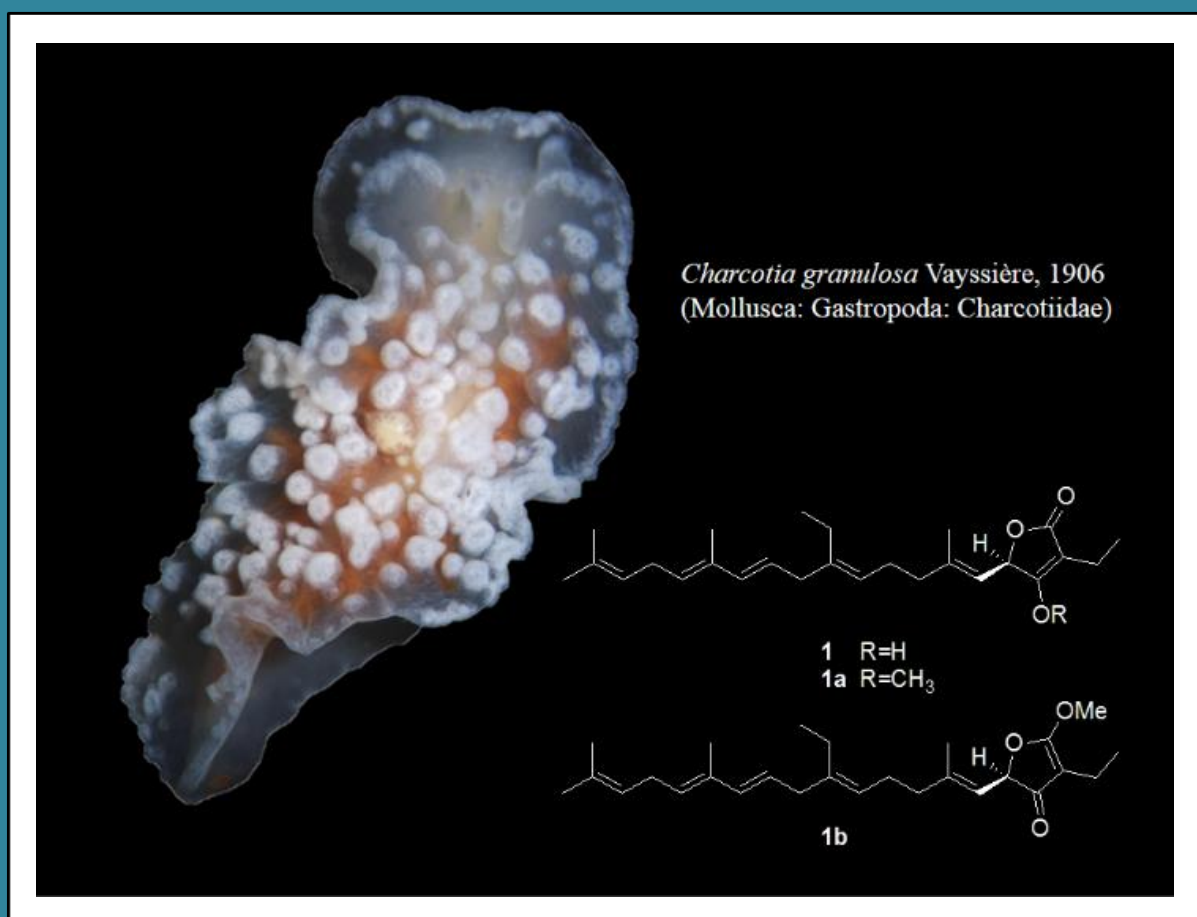 Charcotia granulosa Vayssière, 1906
(Mollusca: Gastropoda: Charcotiidae)
O
O
H
OR
1 R=H
1a R=CH₃
OMe
O
H
O
1b